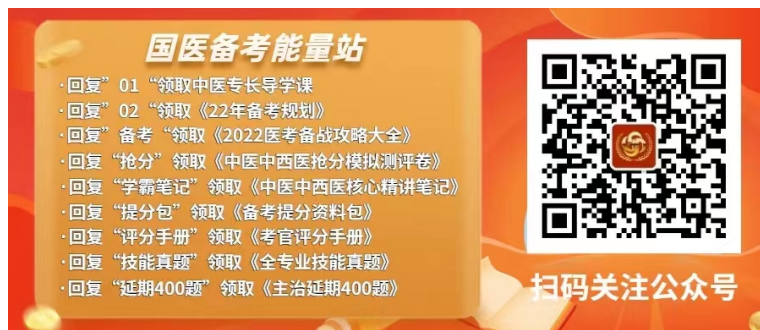 国医备考能量站
·回复”01“领取中医专长导学课
·回复”02“领取《22年备考规划》
·回复”备考“领取《2022医考备战攻略大全》
·回复“抢分”领取《中医中西医抢分模拟测评卷》
·回复“学霸笔记”领取《中医中西医核心精讲笔记》
·回复“提分包”领取《备考提分资料包》
·回复“评分手册”领取《考官评分手册》
·回复“技能真题”领取《全专业技能真题》
·回复“延期400题”领取《主治延期400题》
扫码关注公众号